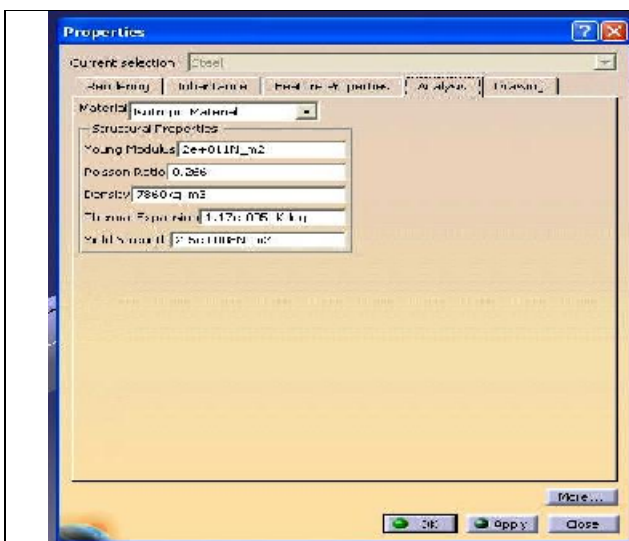 Properties
Current selection : Steel
Rendering Inheritance Feature Properties Analysis Drawing
Material Isotropic Material
Structural Properties
Young Modulus 2e+011N_m2
Poisson Ratio 0.266
Density 7860kg_m3
Thermal Expansion 1.17e-005_Kdeg
Yield Strength 2.5e+008N_m2
More...
OK Apply Close